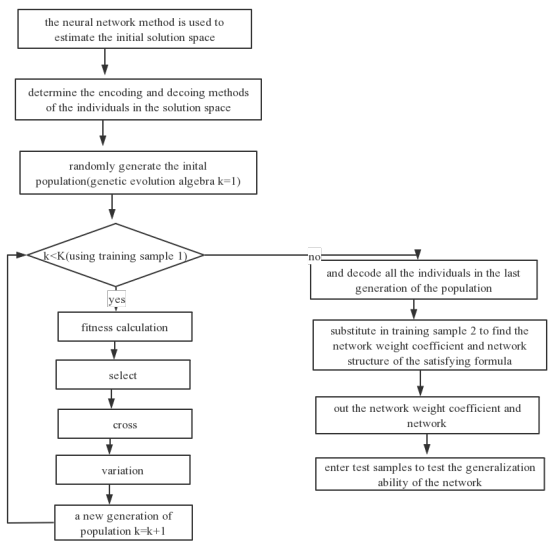 the neural network method is used to
estimate the initial solution space
determine the encoding and decoing methods
of the individuals in the solution space
randomly generate the inital
population(genetic evolution algebra k=1)
k<K(using training sample 1)
no
yes
fitness calculation
select
cross
variation
a new generation of
population k=k+1
and decode all the individuals in the last
generation of the population
substitute in training sample 2 to find the
network weight coefficient and network
structure of the satisfying formula
out the network weight coefficient and
network
enter test samples to test the generalization
ability of the network